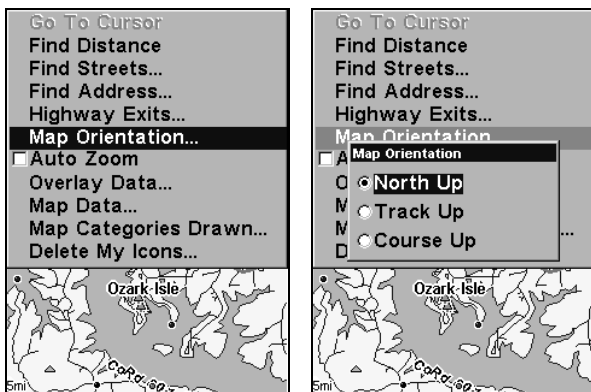 Go To Cursor
Find Distance
Find Streets...
Find Address...
Highway Exits...
Map Orientation...
Auto Zoom
Overlay Data...
Map Data...
Map Categories Drawn...
Delete My Icons...
Ozark Isle
CoRd
5mi
Go To Cursor
Find Distance
Find Streets...
Find Address...
Highway Exits...
Map Orientation
Map Orientation
North Up
Track Up
Course Up
Ozark Isle
CoRd
5mi